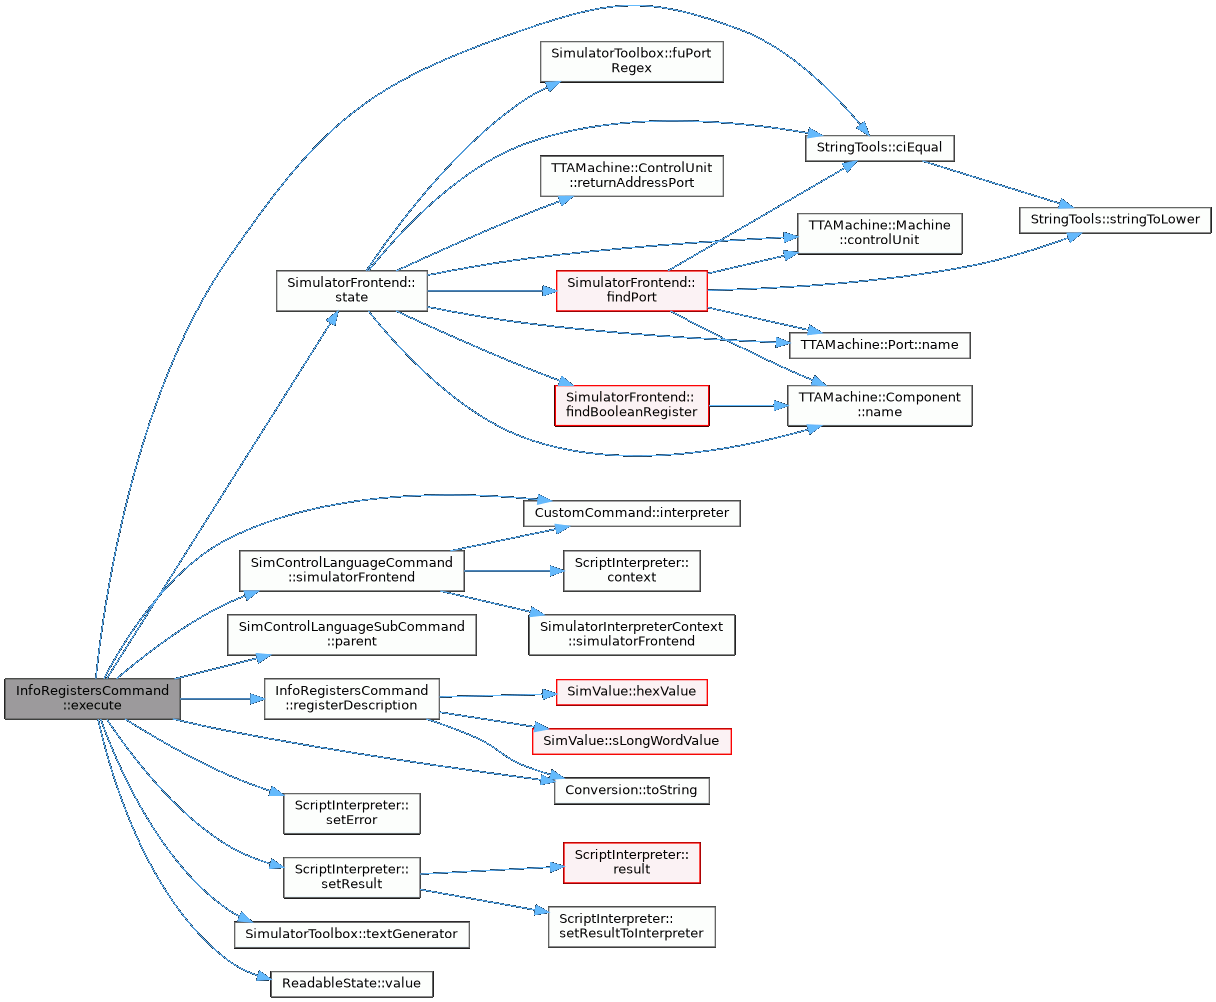 SimulatorToolbox::fuPort
Regex
StringTools::ciEqual
TTAMachine::ControlUnit
::returnAddressPort
StringTools::stringToLower
TTAMachine::Machine
::controlUnit
SimulatorFrontend::
state
SimulatorFrontend::
findPort
TTAMachine::Port::name
SimulatorFrontend::
findBooleanRegister
TTAMachine::Component
::name
CustomCommand::interpreter
SimControlLanguageCommand
::simulatorFrontend
ScriptInterpreter::
context
SimControlLanguageSubCommand
::parent
SimulatorInterpreterContext
::simulatorFrontend
InfoRegistersCommand
::execute
InfoRegistersCommand
::registerDescription
SimValue::hexValue
SimValue::sLongWordValue
Conversion::toString
ScriptInterpreter::
setError
ScriptInterpreter::
setResult
ScriptInterpreter::
result
ScriptInterpreter::
setResultToInterpreter
SimulatorToolbox::textGenerator
ReadableState::value